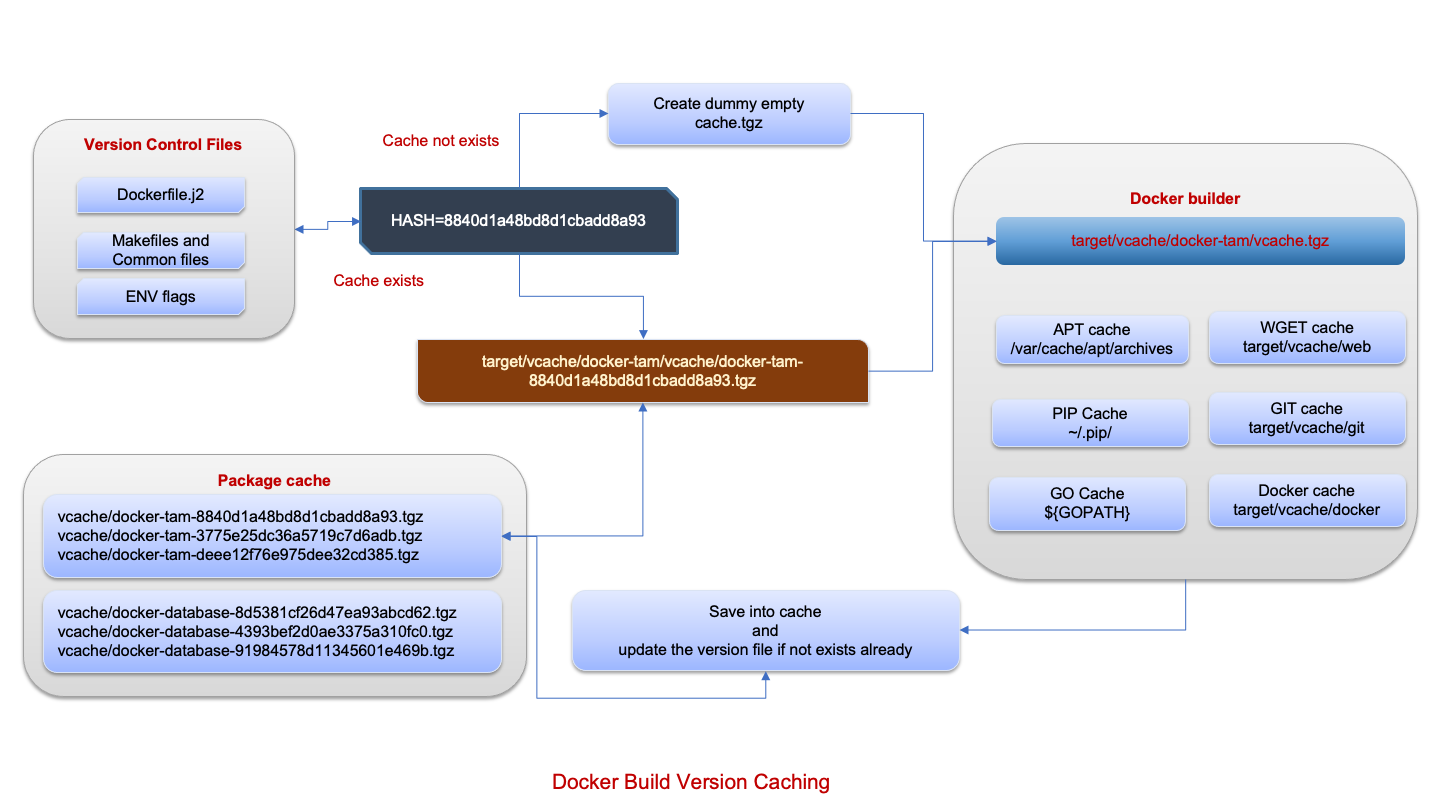 Create dummy empty
cache.tgz
Cache not exists
Version Control Files
Dockerfile.j2
Makefiles and
Common files
ENV flags
HASH=8840d1a48bd8d1cbadd8a93
Cache exists
target/vcache/docker-tam/vcache/docker-tam-
8840d1a48bd8d1cbadd8a93.tgz
Docker builder
target/vcache/docker-tam/vcache.tgz
APT cache
/var/cache/apt/archives
WGET cache
target/vcache/web
PIP Cache
~/.pip/
GIT cache
target/vcache/git
GO Cache
${GOPATH}
Docker cache
target/vcache/docker
Package cache
vcache/docker-tam-8840d1a48bd8d1cbadd8a93.tgz
vcache/docker-tam-3775e25dc36a5719c7d6adb.tgz
vcache/docker-tam-deee12f76e975dee32cd385.tgz
vcache/docker-database-8d5381cf26d47ea93abcd62.tgz
vcache/docker-database-4393bef2d0ae3375a310fc0.tgz
vcache/docker-database-91984578d11345601e469b.tgz
Save into cache
and
update the version file if not exists already
Docker Build Version Caching